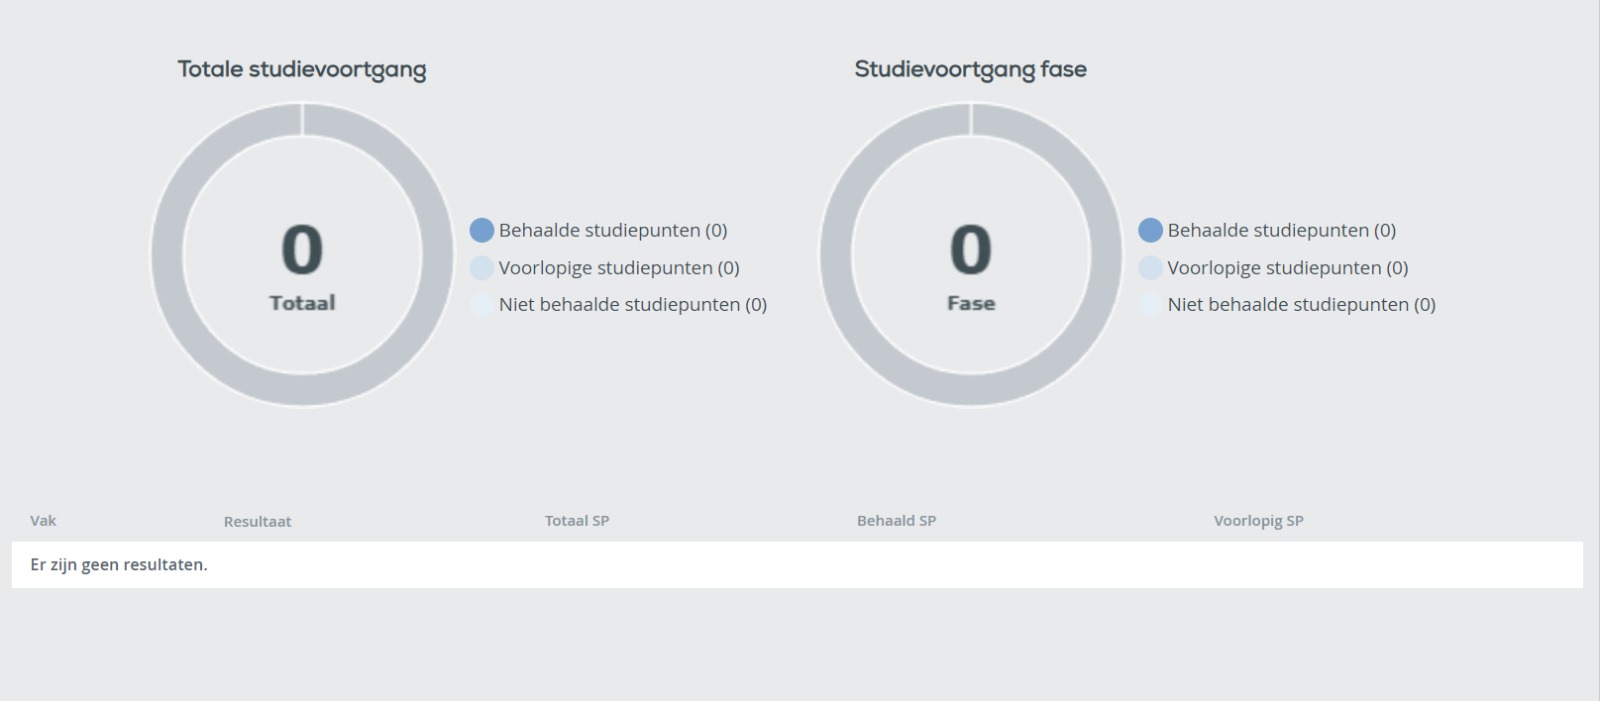 Totale studievoortgang
0
Totaal
Behaalde studiepunten (0)
Voorlopige studiepunten (0)
Niet behaalde studiepunten (0)
Studievoortgang fase
0
Fase
Behaalde studiepunten (0)
Voorlopige studiepunten (0)
Niet behaalde studiepunten (0)
Vak Resultaat Totaal SP Behaald SP Voorlopig SP
Er zijn geen resultaten.